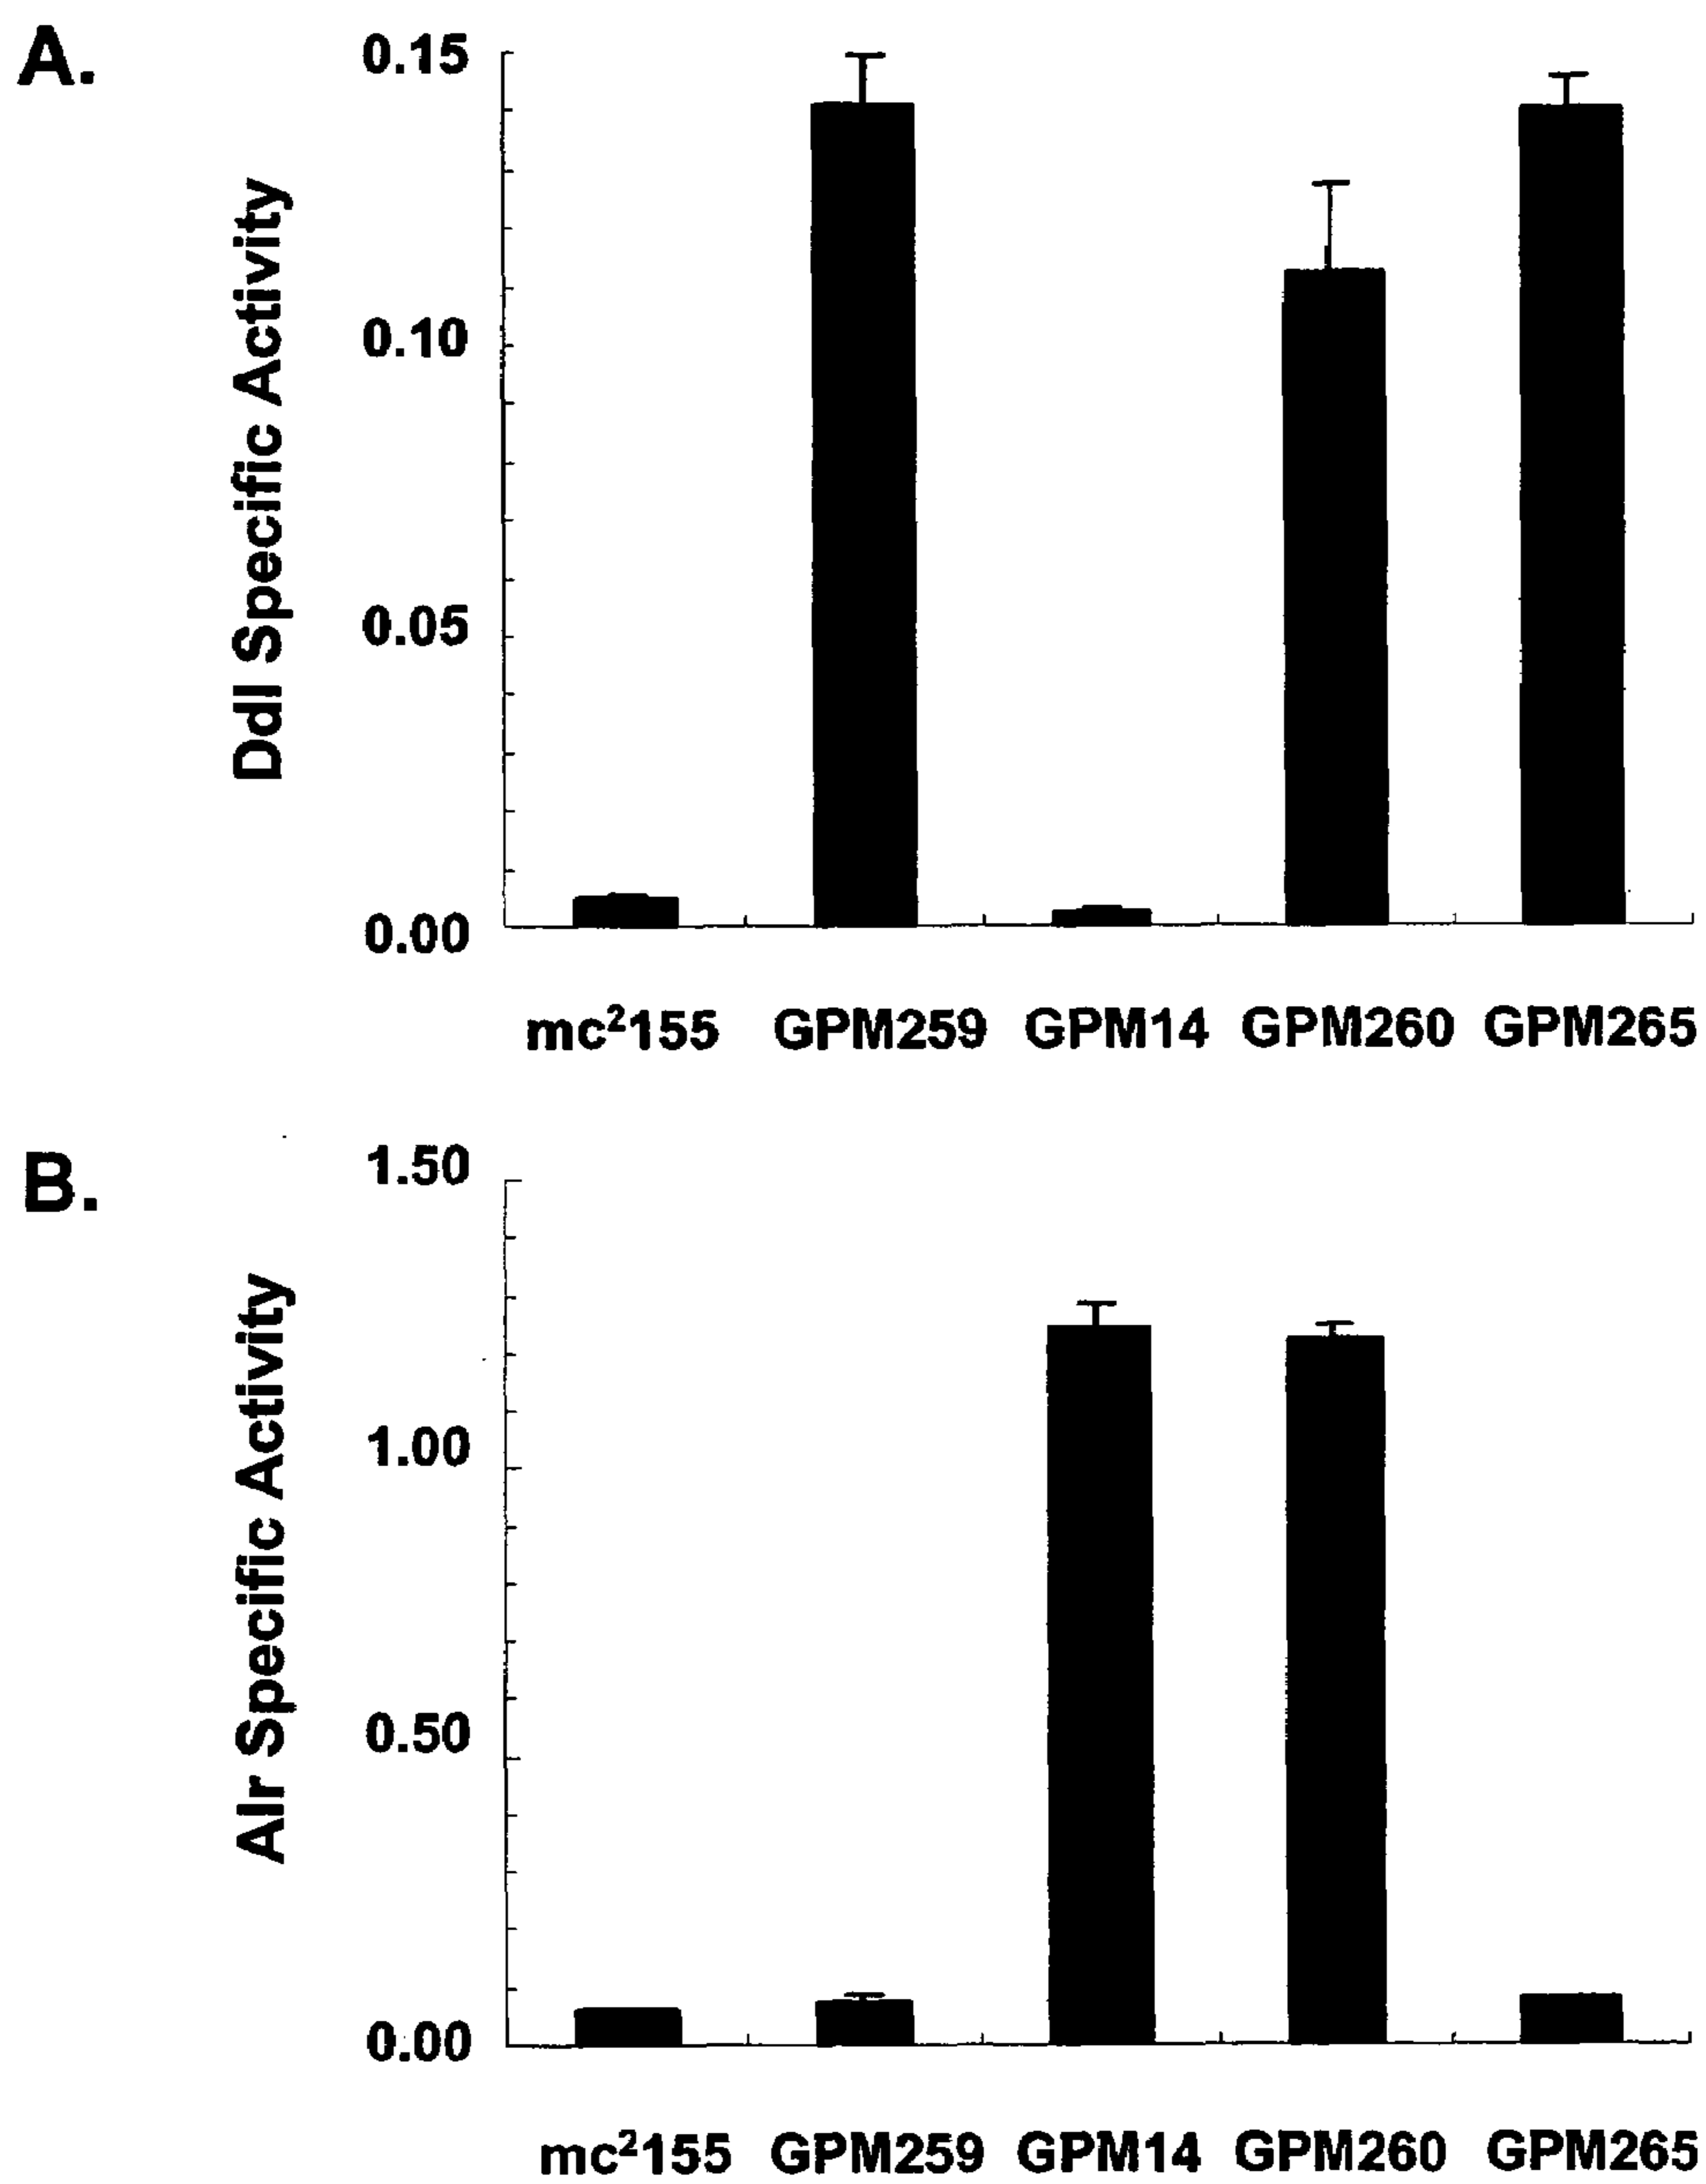 A.
Ddl Specific Activity
0.15
0.10
0.05
0.00
mc²155 GPM259 GPM14 GPM260 GPM265
B.
Alr Specific Activity
1.50
1.00
0.50
0.00
mc²155 GPM259 GPM14 GPM260 GPM265